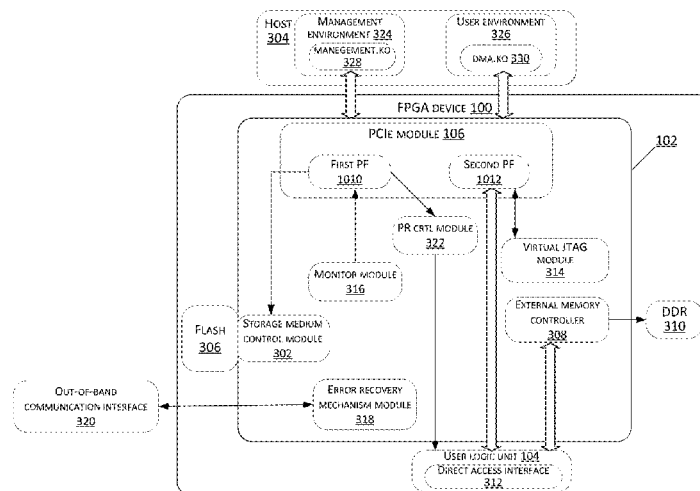 HOST
304
MANAGEMENT
ENVIRONMENT 324
MANEGEMENT.KO
328
USER ENVIRONMENT
326
DMA.KO 330
FPGA DEVICE 100
PCIE MODULE 106
102
FIRST PF
1010
SECOND PF
1012
PR CRTL MODULE
322
VIRTUAL JTAG
MODULE
314
MONITOR MODULE
316
EXTERNAL MEMORY
CONTROLLER
308
DDR
310
FLASH
306
STORAGE MEDIUM
CONTROL MODULE
302
OUT-OF-BAND
COMMUNICATION INTERFACE
320
ERROR RECOVERY
MECHANISM MODULE
318
USER LOGIC UNIT 104
DIRECT ACCESS INTERFACE
312